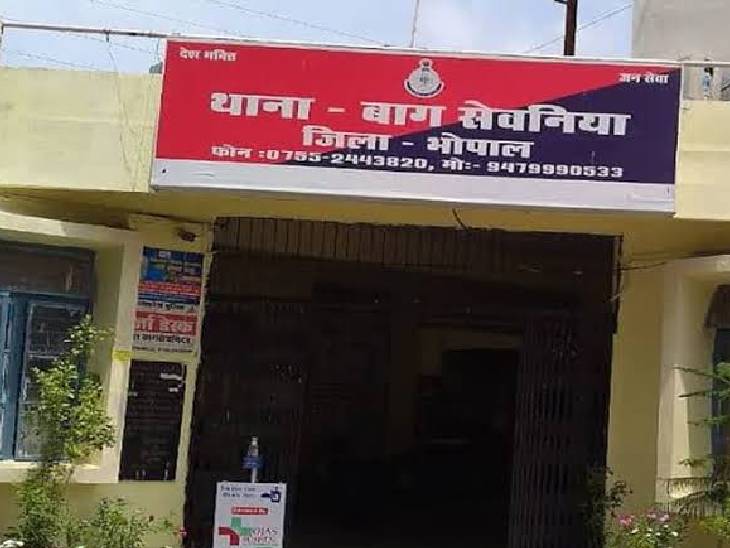 देश भक्ति
जन सेवा
थाना - बाग सेवनिया
जिला - भोपाल
फोन :0755-2443820, मो:- 9479990533
डेस्क